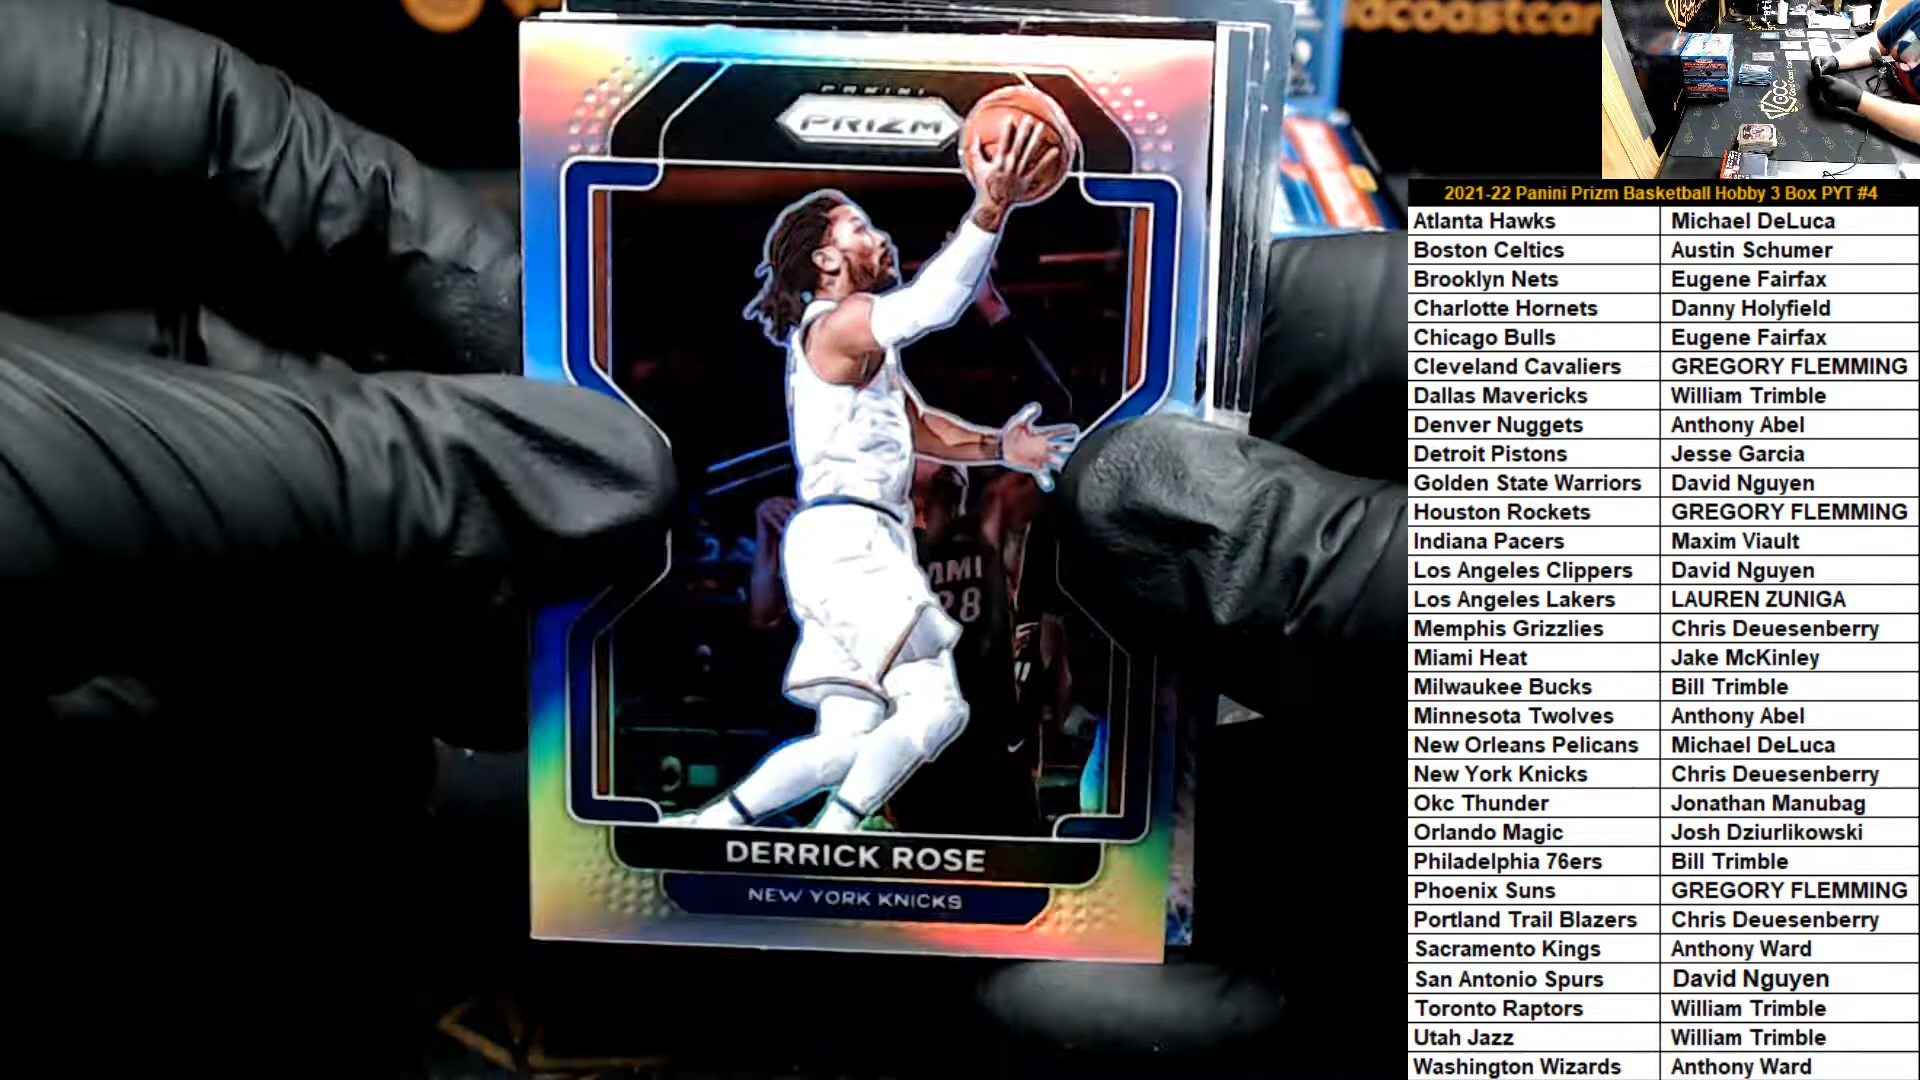 dcoastcar
PANINI
PRIZM
AMI
28
DERRICK ROSE
NEW YORK KNICKS
GCC
2021-22 Panini Prizm Basketball Hobby 3 Box PYT #4
Atlanta Hawks Michael DeLuca
Boston Celtics Austin Schumer
Brooklyn Nets Eugene Fairfax
Charlotte Hornets Danny Holyfield
Chicago Bulls Eugene Fairfax
Cleveland Cavaliers GREGORY FLEMMING
Dallas Mavericks William Trimble
Denver Nuggets Anthony Abel
Detroit Pistons Jesse Garcia
Golden State Warriors David Nguyen
Houston Rockets GREGORY FLEMMING
Indiana Pacers Maxim Viault
Los Angeles Clippers David Nguyen
Los Angeles Lakers LAUREN ZUNIGA
Memphis Grizzlies Chris Deuesenberry
Miami Heat Jake McKinley
Milwaukee Bucks Bill Trimble
Minnesota Twolves Anthony Abel
New Orleans Pelicans Michael DeLuca
New York Knicks Chris Deuesenberry
Okc Thunder Jonathan Manubag
Orlando Magic Josh Dziurlikowski
Philadelphia 76ers Bill Trimble
Phoenix Suns GREGORY FLEMMING
Portland Trail Blazers Chris Deuesenberry
Sacramento Kings Anthony Ward
San Antonio Spurs David Nguyen
Toronto Raptors William Trimble
Utah Jazz William Trimble
Washington Wizards Anthony Ward